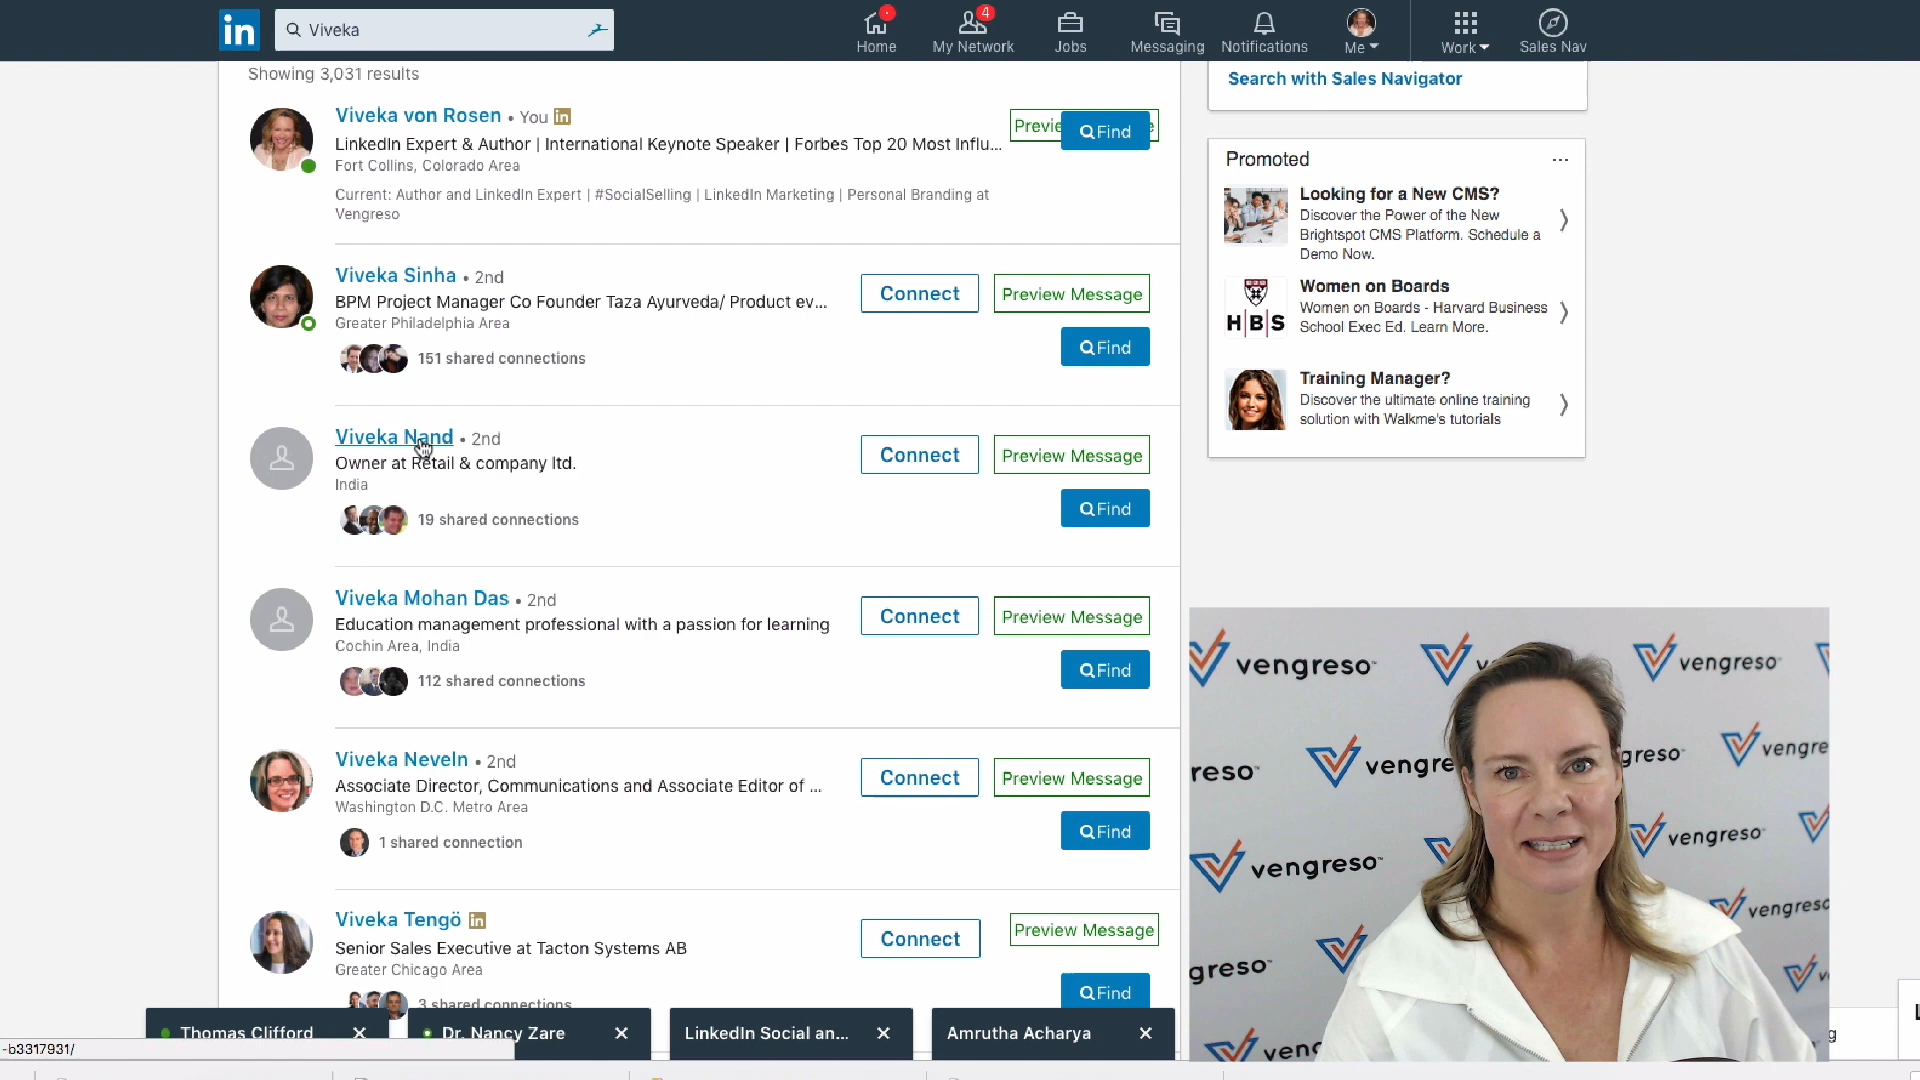 in
Viveka
Home
4
My Network
Jobs
Messaging
Notifications
Me
Work
Sales Nav
Showing 3,031 results
Viveka von Rosen • You in
LinkedIn Expert & Author | International Keynote Speaker | Forbes Top 20 Most Influ...
Fort Collins, Colorado Area
Current: Author and LinkedIn Expert | #SocialSelling | LinkedIn Marketing | Personal Branding at
Vengreso
Find
Viveka Sinha • 2nd
BPM Project Manager Co Founder Taza Ayurveda/ Product ev...
Greater Philadelphia Area
151 shared connections
Connect
Preview Message
Find
Viveka Nand • 2nd
Owner at Retail & company ltd.
India
19 shared connections
Connect
Preview Message
Find
Viveka Mohan Das • 2nd
Education management professional with a passion for learning
Cochin Area, India
112 shared connections
Connect
Preview Message
Find
Viveka Neveln • 2nd
Associate Director, Communications and Associate Editor of ...
Washington D.C. Metro Area
1 shared connection
Connect
Preview Message
Find
Viveka Tengö in
Senior Sales Executive at Tacton Systems AB
Greater Chicago Area
3 shared connections
Connect
Preview Message
Find
Search with Sales Navigator
Promoted
Looking for a New CMS?
Discover the Power of the New
Brightspot CMS Platform. Schedule a
Demo Now.
Women on Boards
Women on Boards - Harvard Business
School Exec Ed. Learn More.
H|B|S
Training Manager?
Discover the ultimate online training
solution with Walkme's tutorials
vengreso™
vengreso™
vengreso™
vengreso™
vengreso
Thomas Clifford
Dr. Nancy Zare
LinkedIn Social an...
Amrutha Acharya
-b3317931/